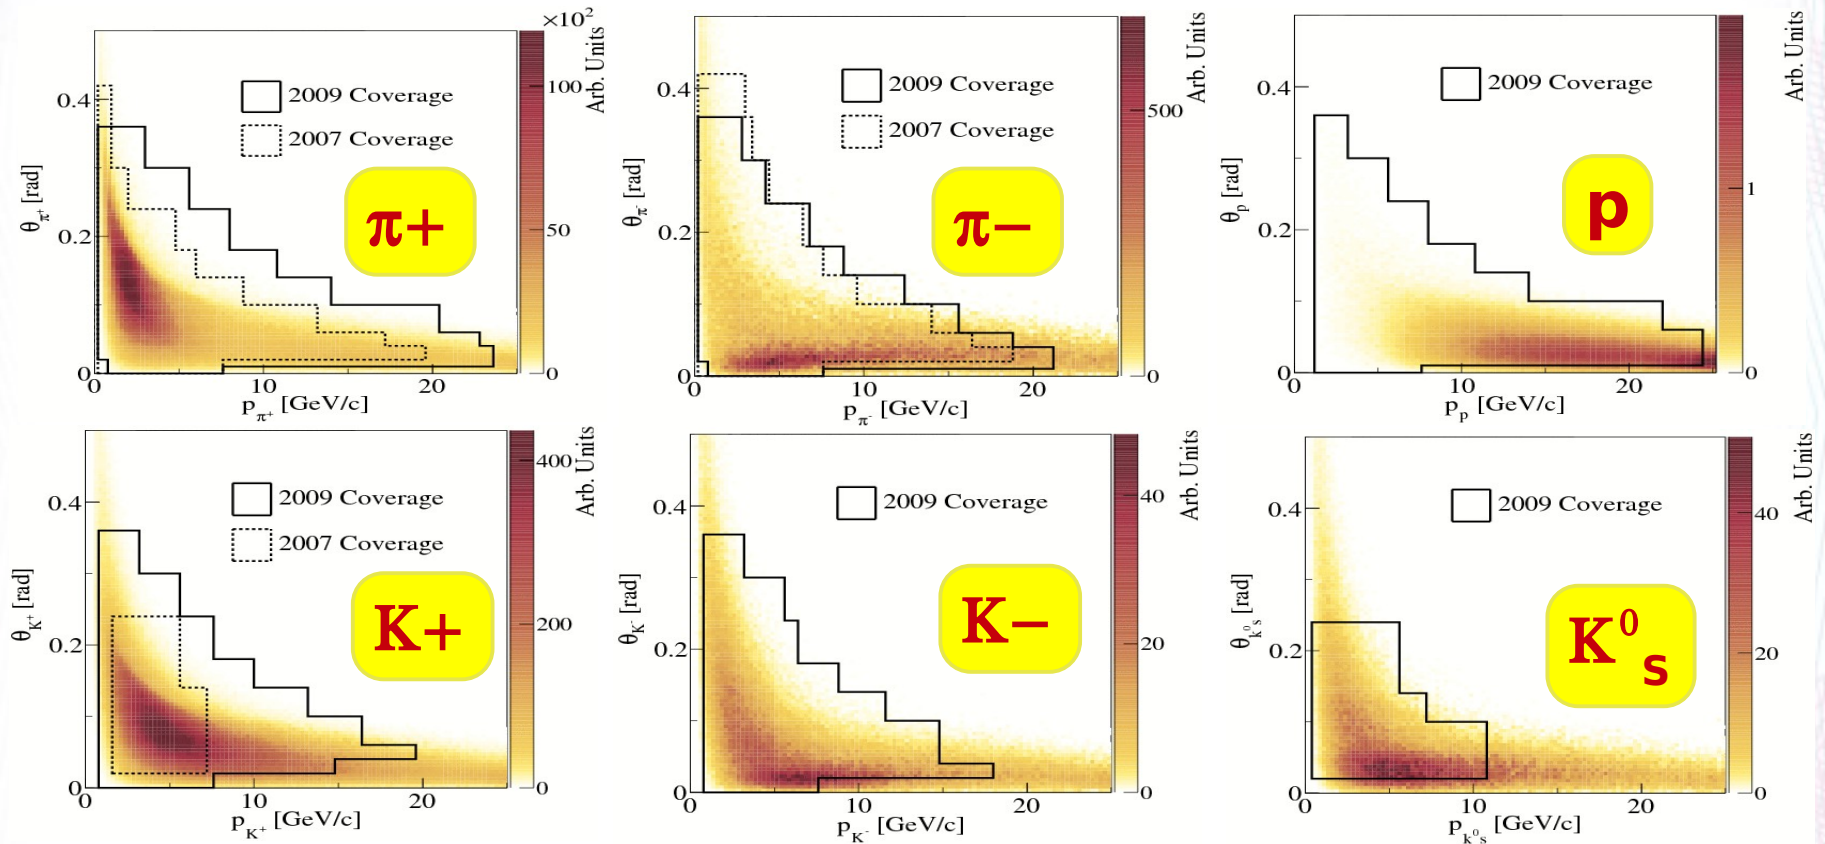 ×10²
Arb. Units
100
50
0
0.4
0.2
0
θπ+ [rad]
2009 Coverage
2007 Coverage
π+
0 10 20
pπ+ [GeV/c]
Arb. Units
500
0
0.4
0.2
0
θπ- [rad]
2009 Coverage
2007 Coverage
π−
0 10 20
pπ- [GeV/c]
Arb. Units
1
0
0.4
0.2
0
θp [rad]
2009 Coverage
p
0 10 20
pp [GeV/c]
Arb. Units
400
200
0
0.4
0.2
0
θK+ [rad]
2009 Coverage
2007 Coverage
K+
0 10 20
pK+ [GeV/c]
Arb. Units
40
20
0
0.4
0.2
0
θK- [rad]
2009 Coverage
K−
0 10 20
pK- [GeV/c]
Arb. Units
40
20
0
0.4
0.2
0
θk⁰s [rad]
2009 Coverage
K⁰S
0 10 20
pk⁰s [GeV/c]